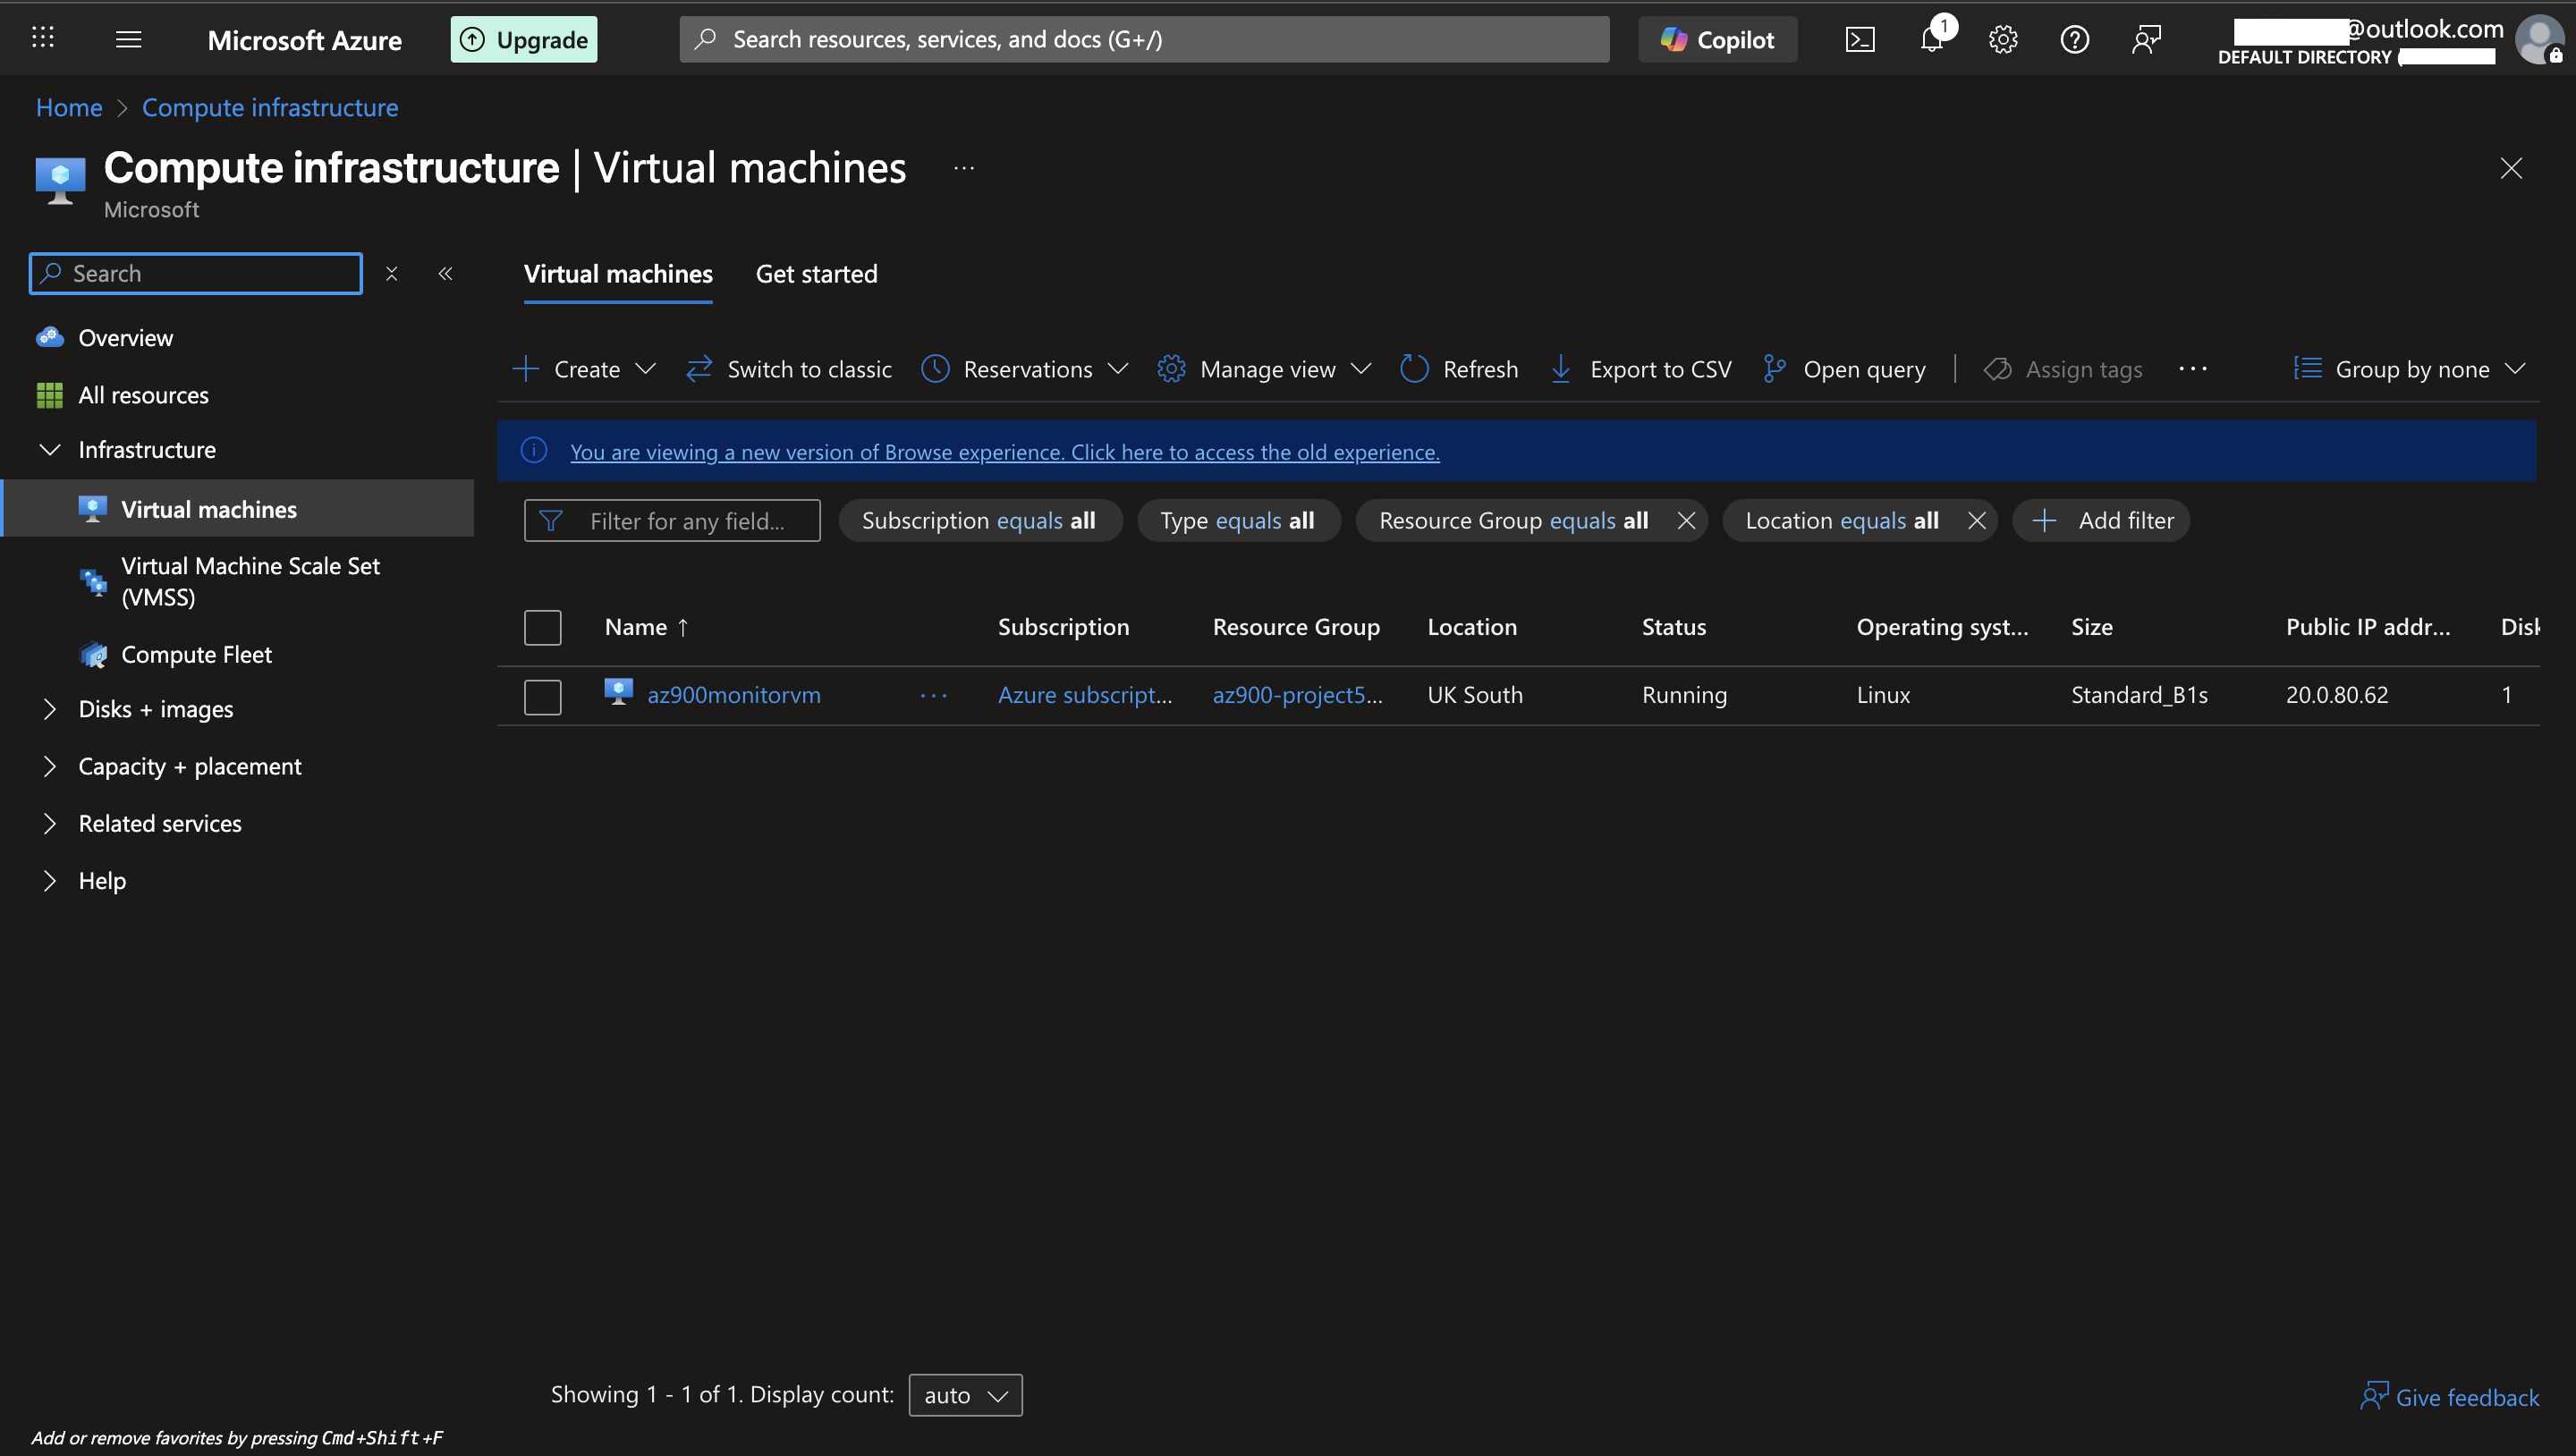 Microsoft Azure
Upgrade
Search resources, services, and docs (G+/)
Copilot
1
@outlook.com
DEFAULT DIRECTORY (
Home > Compute infrastructure
Compute infrastructure | Virtual machines ...
Microsoft
Search
Overview
All resources
Infrastructure
Virtual machines
Virtual Machine Scale Set
(VMSS)
Compute Fleet
Disks + images
Capacity + placement
Related services
Help
Virtual machines Get started
Create Switch to classic Reservations Manage view Refresh Export to CSV Open query Assign tags ... Group by none
You are viewing a new version of Browse experience. Click here to access the old experience.
Filter for any field... Subscription equals all Type equals all Resource Group equals all Location equals all Add filter
Name ↑ Subscription Resource Group Location Status Operating syst... Size Public IP addr... Disk
az900monitorvm ... Azure subscript... az900-project5... UK South Running Linux Standard_B1s 20.0.80.62 1
Showing 1 - 1 of 1. Display count: auto
Give feedback
Add or remove favorites by pressing Cmd+Shift+F